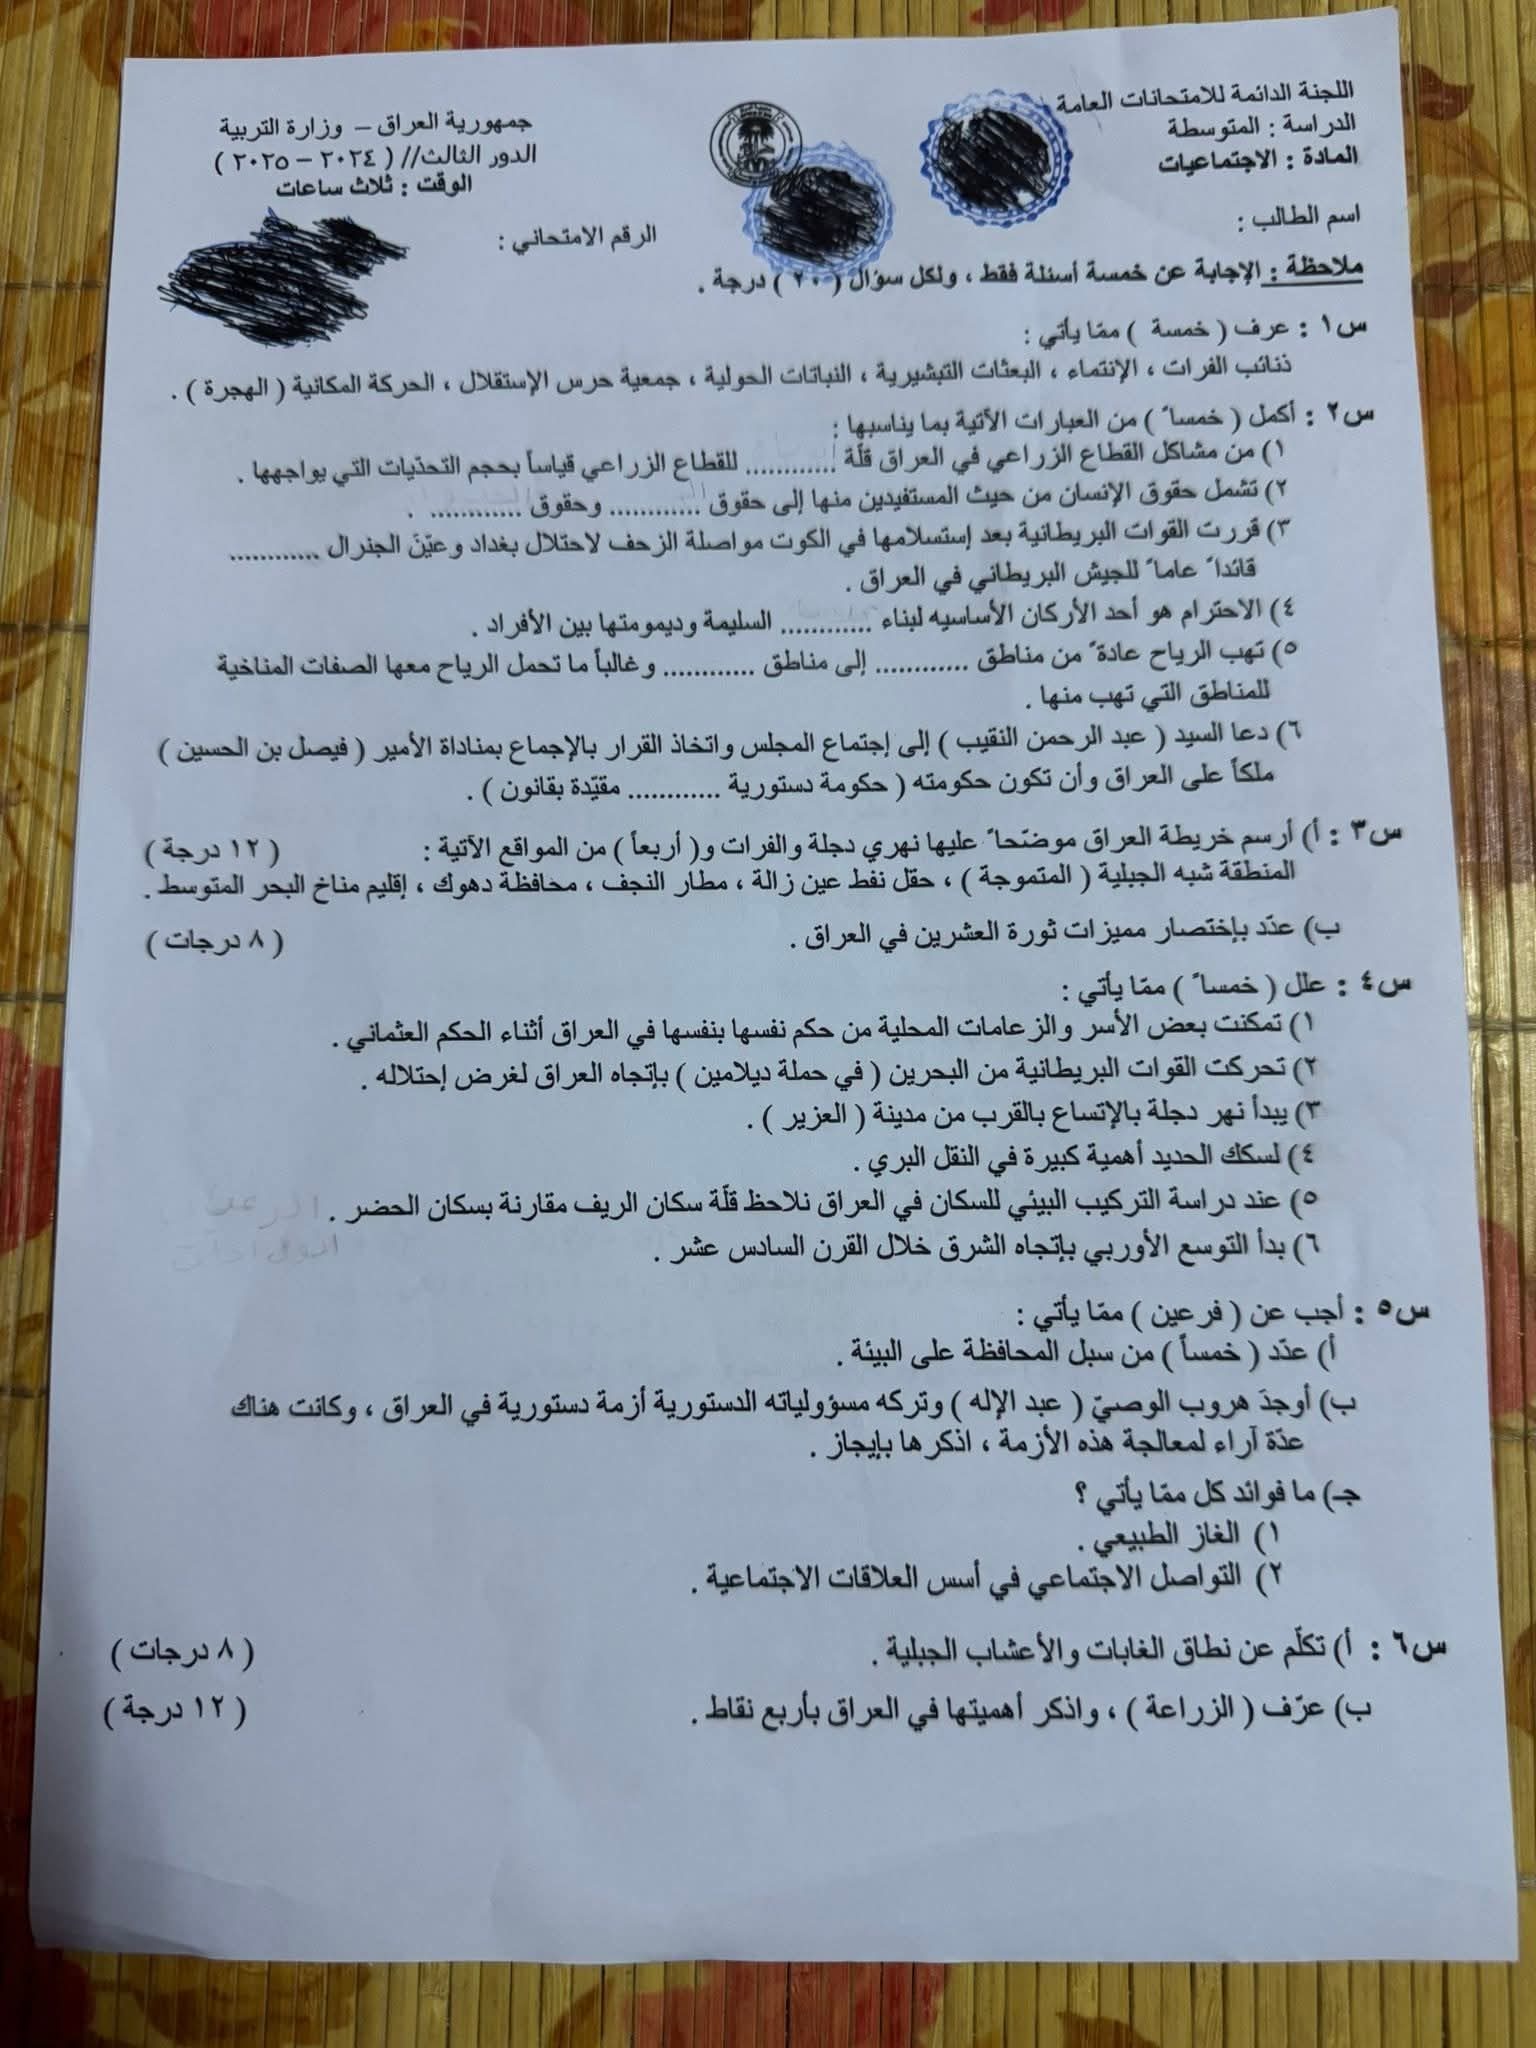 اللجنة الدائمة للامتحانات العامة
الدراسة : المتوسطة
المادة : الاجتماعيات
جمهورية العراق – وزارة التربية
الدور الثالث// ( ٢٠٢٤ – ٢٠٢٥ )
الوقت : ثلاث ساعات
اسم الطالب :
الرقم الامتحاني :
ملاحظة : الإجابة عن خمسة أسئلة فقط ، ولكل سؤال ( ٢٠ ) درجة .
س١ : عرف ( خمسة ) ممّا يأتي :
ذنائب الفرات ، الإنتماء ، البعثات التبشيرية ، النباتات الحولية ، جمعية حرس الإستقلال ، الحركة المكانية ( الهجرة ) .
س٢ : أكمل ( خمساً ) من العبارات الآتية بما يناسبها :
١) من مشاكل القطاع الزراعي في العراق قلّة ............ للقطاع الزراعي قياساً بحجم التحديات التي يواجهها .
٢) تشمل حقوق الإنسان من حيث المستفيدين منها إلى حقوق ............ وحقوق ............ .
٣) قررت القوات البريطانية بعد إستسلامها في الكوت مواصلة الزحف لاحتلال بغداد وعيّنَ الجنرال ............
قائداً عاماً للجيش البريطاني في العراق .
٤) الاحترام هو أحد الأركان الأساسيه لبناء ............ السليمة وديمومتها بين الأفراد .
٥) تهب الرياح عادةً من مناطق ............ إلى مناطق ............ وغالباً ما تحمل الرياح معها الصفات المناخية
للمناطق التي تهب منها .
٦) دعا السيد ( عبد الرحمن النقيب ) إلى إجتماع المجلس واتخاذ القرار بالإجماع بمناداة الأمير ( فيصل بن الحسين )
ملكاً على العراق وأن تكون حكومته ( حكومة دستورية ............ مقيّدة بقانون ) .
س٣ : أ) أرسم خريطة العراق موضّحاً عليها نهري دجلة والفرات و( أربعاً ) من المواقع الآتية : ( ١٢ درجة )
المنطقة شبه الجبلية ( المتموجة ) ، حقل نفط عين زالة ، مطار النجف ، محافظة دهوك ، إقليم مناخ البحر المتوسط .
ب) عدّد بإختصار مميزات ثورة العشرين في العراق . ( ٨ درجات )
س٤ : علل ( خمساً ) ممّا يأتي :
١) تمكنت بعض الأسر والزعامات المحلية من حكم نفسها بنفسها في العراق أثناء الحكم العثماني .
٢) تحركت القوات البريطانية من البحرين ( في حملة ديلامين ) بإتجاه العراق لغرض إحتلاله .
٣) يبدأ نهر دجلة بالإتساع بالقرب من مدينة ( العزير ) .
٤) لسكك الحديد أهمية كبيرة في النقل البري .
٥) عند دراسة التركيب البيئي للسكان في العراق نلاحظ قلّة سكان الريف مقارنة بسكان الحضر .
٦) بدأ التوسع الأوربي بإتجاه الشرق خلال القرن السادس عشر .
س٥ : أجب عن ( فرعين ) ممّا يأتي :
أ) عدّد ( خمساً ) من سبل المحافظة على البيئة .
ب) أوجدَ هروب الوصيّ ( عبد الإله ) وتركه مسؤولياته الدستورية أزمة دستورية في العراق ، وكانت هناك
عدّة آراء لمعالجة هذه الأزمة ، اذكرها بإيجاز .
جـ) ما فوائد كل ممّا يأتي ؟
١) الغاز الطبيعي .
٢) التواصل الاجتماعي في أسس العلاقات الاجتماعية .
س٦ : أ) تكلّم عن نطاق الغابات والأعشاب الجبلية . ( ٨ درجات )
ب) عرّف ( الزراعة ) ، واذكر أهميتها في العراق بأربع نقاط . ( ١٢ درجة )